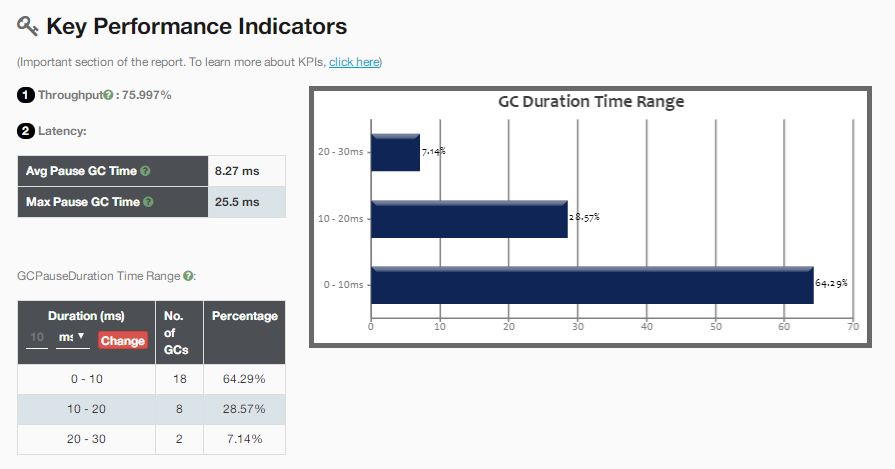 Key Performance Indicators
(Important section of the report. To learn more about KPIs, click here)
1 Throughput? : 75.997%
2 Latency:
Avg Pause GC Time ? 8.27 ms
Max Pause GC Time ? 25.5 ms
GCPauseDuration Time Range ?:
Duration (ms)
10 ms ▼ Change
No.
of
GCs
Percentage
0 - 10 18 64.29%
10 - 20 8 28.57%
20 - 30 2 7.14%
GC Duration Time Range
20 - 30ms 7.14%
10 - 20ms 28.57%
0 - 10ms 64.29%
0 10 20 30 40 50 60 70